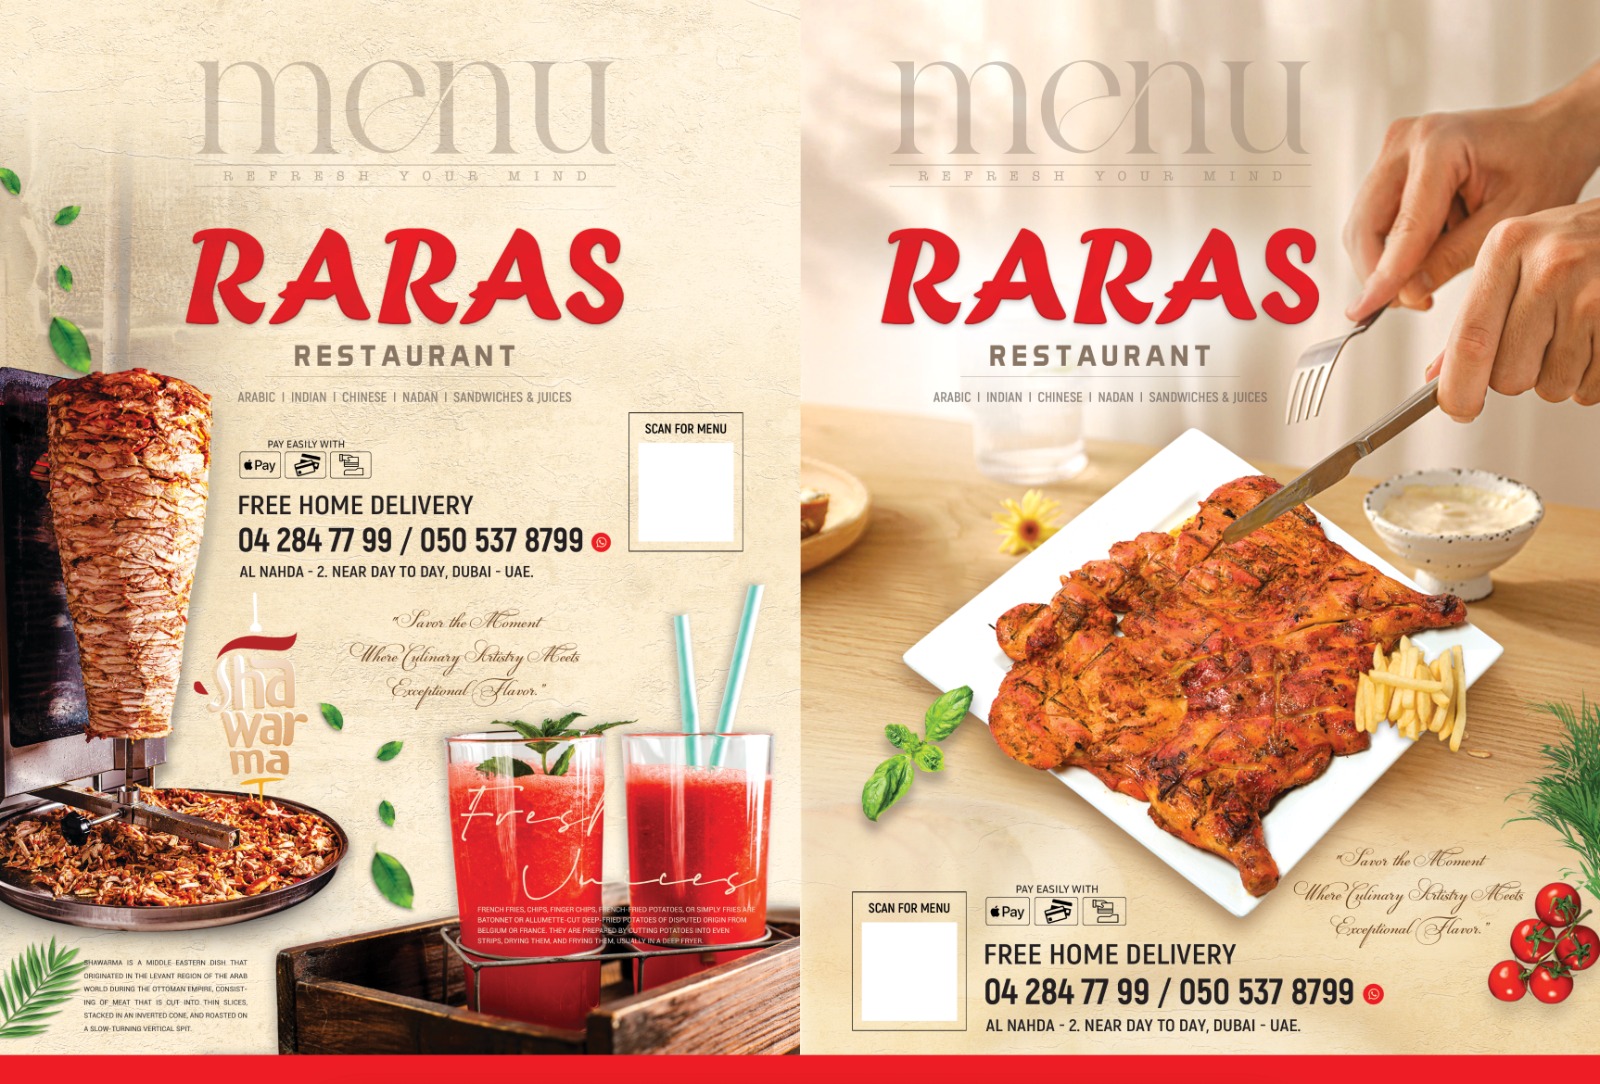 menu
REFRESH YOUR MIND
RARAS
RESTAURANT
ARABIC I INDIAN I CHINESE I NADAN I SANDWICHES & JUICES
PAY EASILY WITH
Pay
SCAN FOR MENU
FREE HOME DELIVERY
04 284 77 99 / 050 537 8799
AL NAHDA - 2. NEAR DAY TO DAY, DUBAI - UAE.
"Savor the Moment
Where Culinary Artistry Meets
Exceptional Flavor."
Sha
war
ma
Fresh
Juices
FRENCH FRIES, CHIPS, FINGER CHIPS, FRENCH-FRIED POTATOES, OR SIMPLY FRIES ARE
BATONNET OR ALLUMETTE-CUT DEEP-FRIED POTATOES OF DISPUTED ORIGIN FROM
BELGIUM OR FRANCE. THEY ARE PREPARED BY CUTTING POTATOES INTO EVEN
STRIPS, DRYING THEM, AND FRYING THEM, USUALLY IN A DEEP FRYER.
SHAWARMA IS A MIDDLE EASTERN DISH THAT
ORIGINATED IN THE LEVANT REGION OF THE ARAB
WORLD DURING THE OTTOMAN EMPIRE, CONSIST-
ING OF MEAT THAT IS CUT INTO THIN SLICES,
STACKED IN AN INVERTED CONE, AND ROASTED ON
A SLOW-TURNING VERTICAL SPIT.
menu
REFRESH YOUR MIND
RARAS
RESTAURANT
ARABIC I INDIAN I CHINESE I NADAN I SANDWICHES & JUICES
"Savor the Moment
Where Culinary Artistry Meets
Exceptional Flavor."
SCAN FOR MENU
PAY EASILY WITH
Pay
FREE HOME DELIVERY
04 284 77 99 / 050 537 8799
AL NAHDA - 2. NEAR DAY TO DAY, DUBAI - UAE.